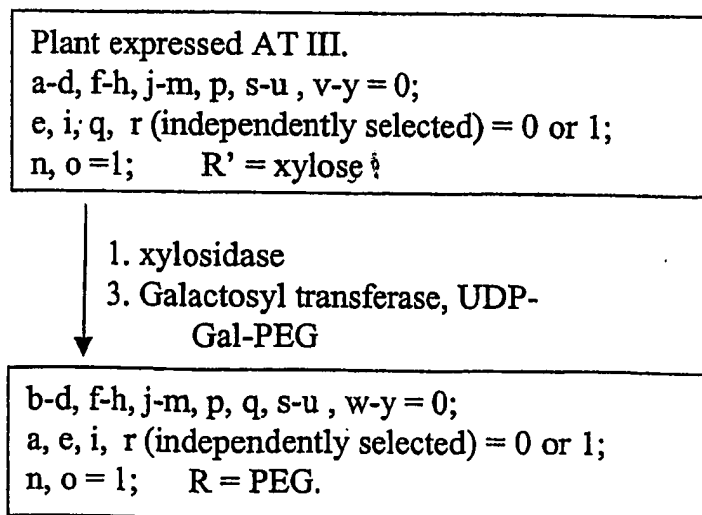 Plant expressed AT III.
a-d, f-h, j-m, p, s-u , v-y = 0;
e, i, q, r (independently selected) = 0 or 1;
n, o =1; R’ = xylose
1. xylosidase
3. Galactosyl transferase, UDP-
Gal-PEG
b-d, f-h, j-m, p, q, s-u , w-y = 0;
a, e, i, r (independently selected) = 0 or 1;
n, o = 1; R = PEG.